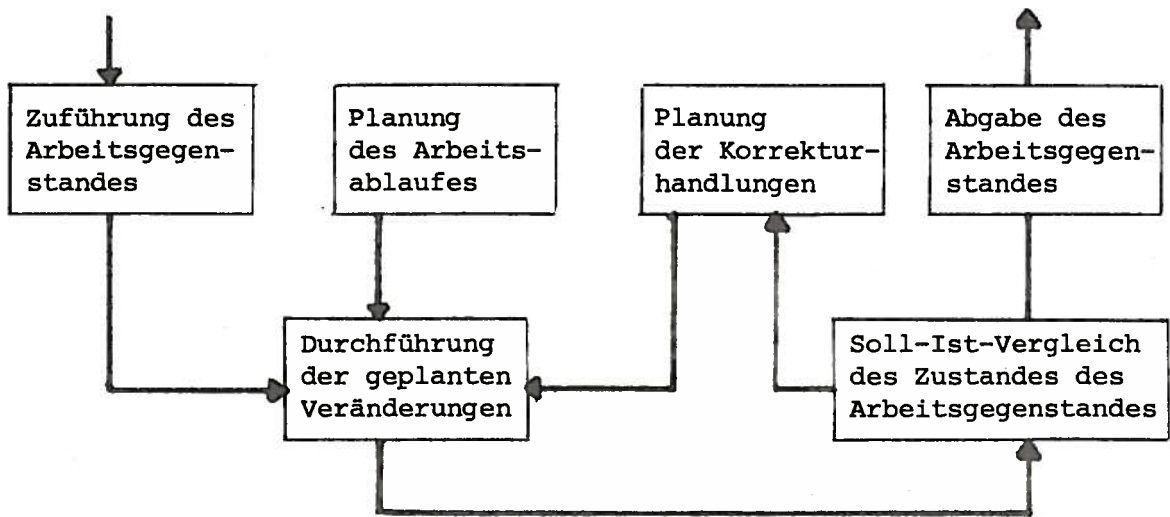 Zuführung des
Arbeitsgegen-
standes
Planung
des Arbeits-
ablaufes
Planung
der Korrektur-
handlungen
Abgabe des
Arbeitsgegen-
standes
Durchführung
der geplanten
Veränderungen
Soll-Ist-Vergleich
des Zustandes des
Arbeitsgegenstandes